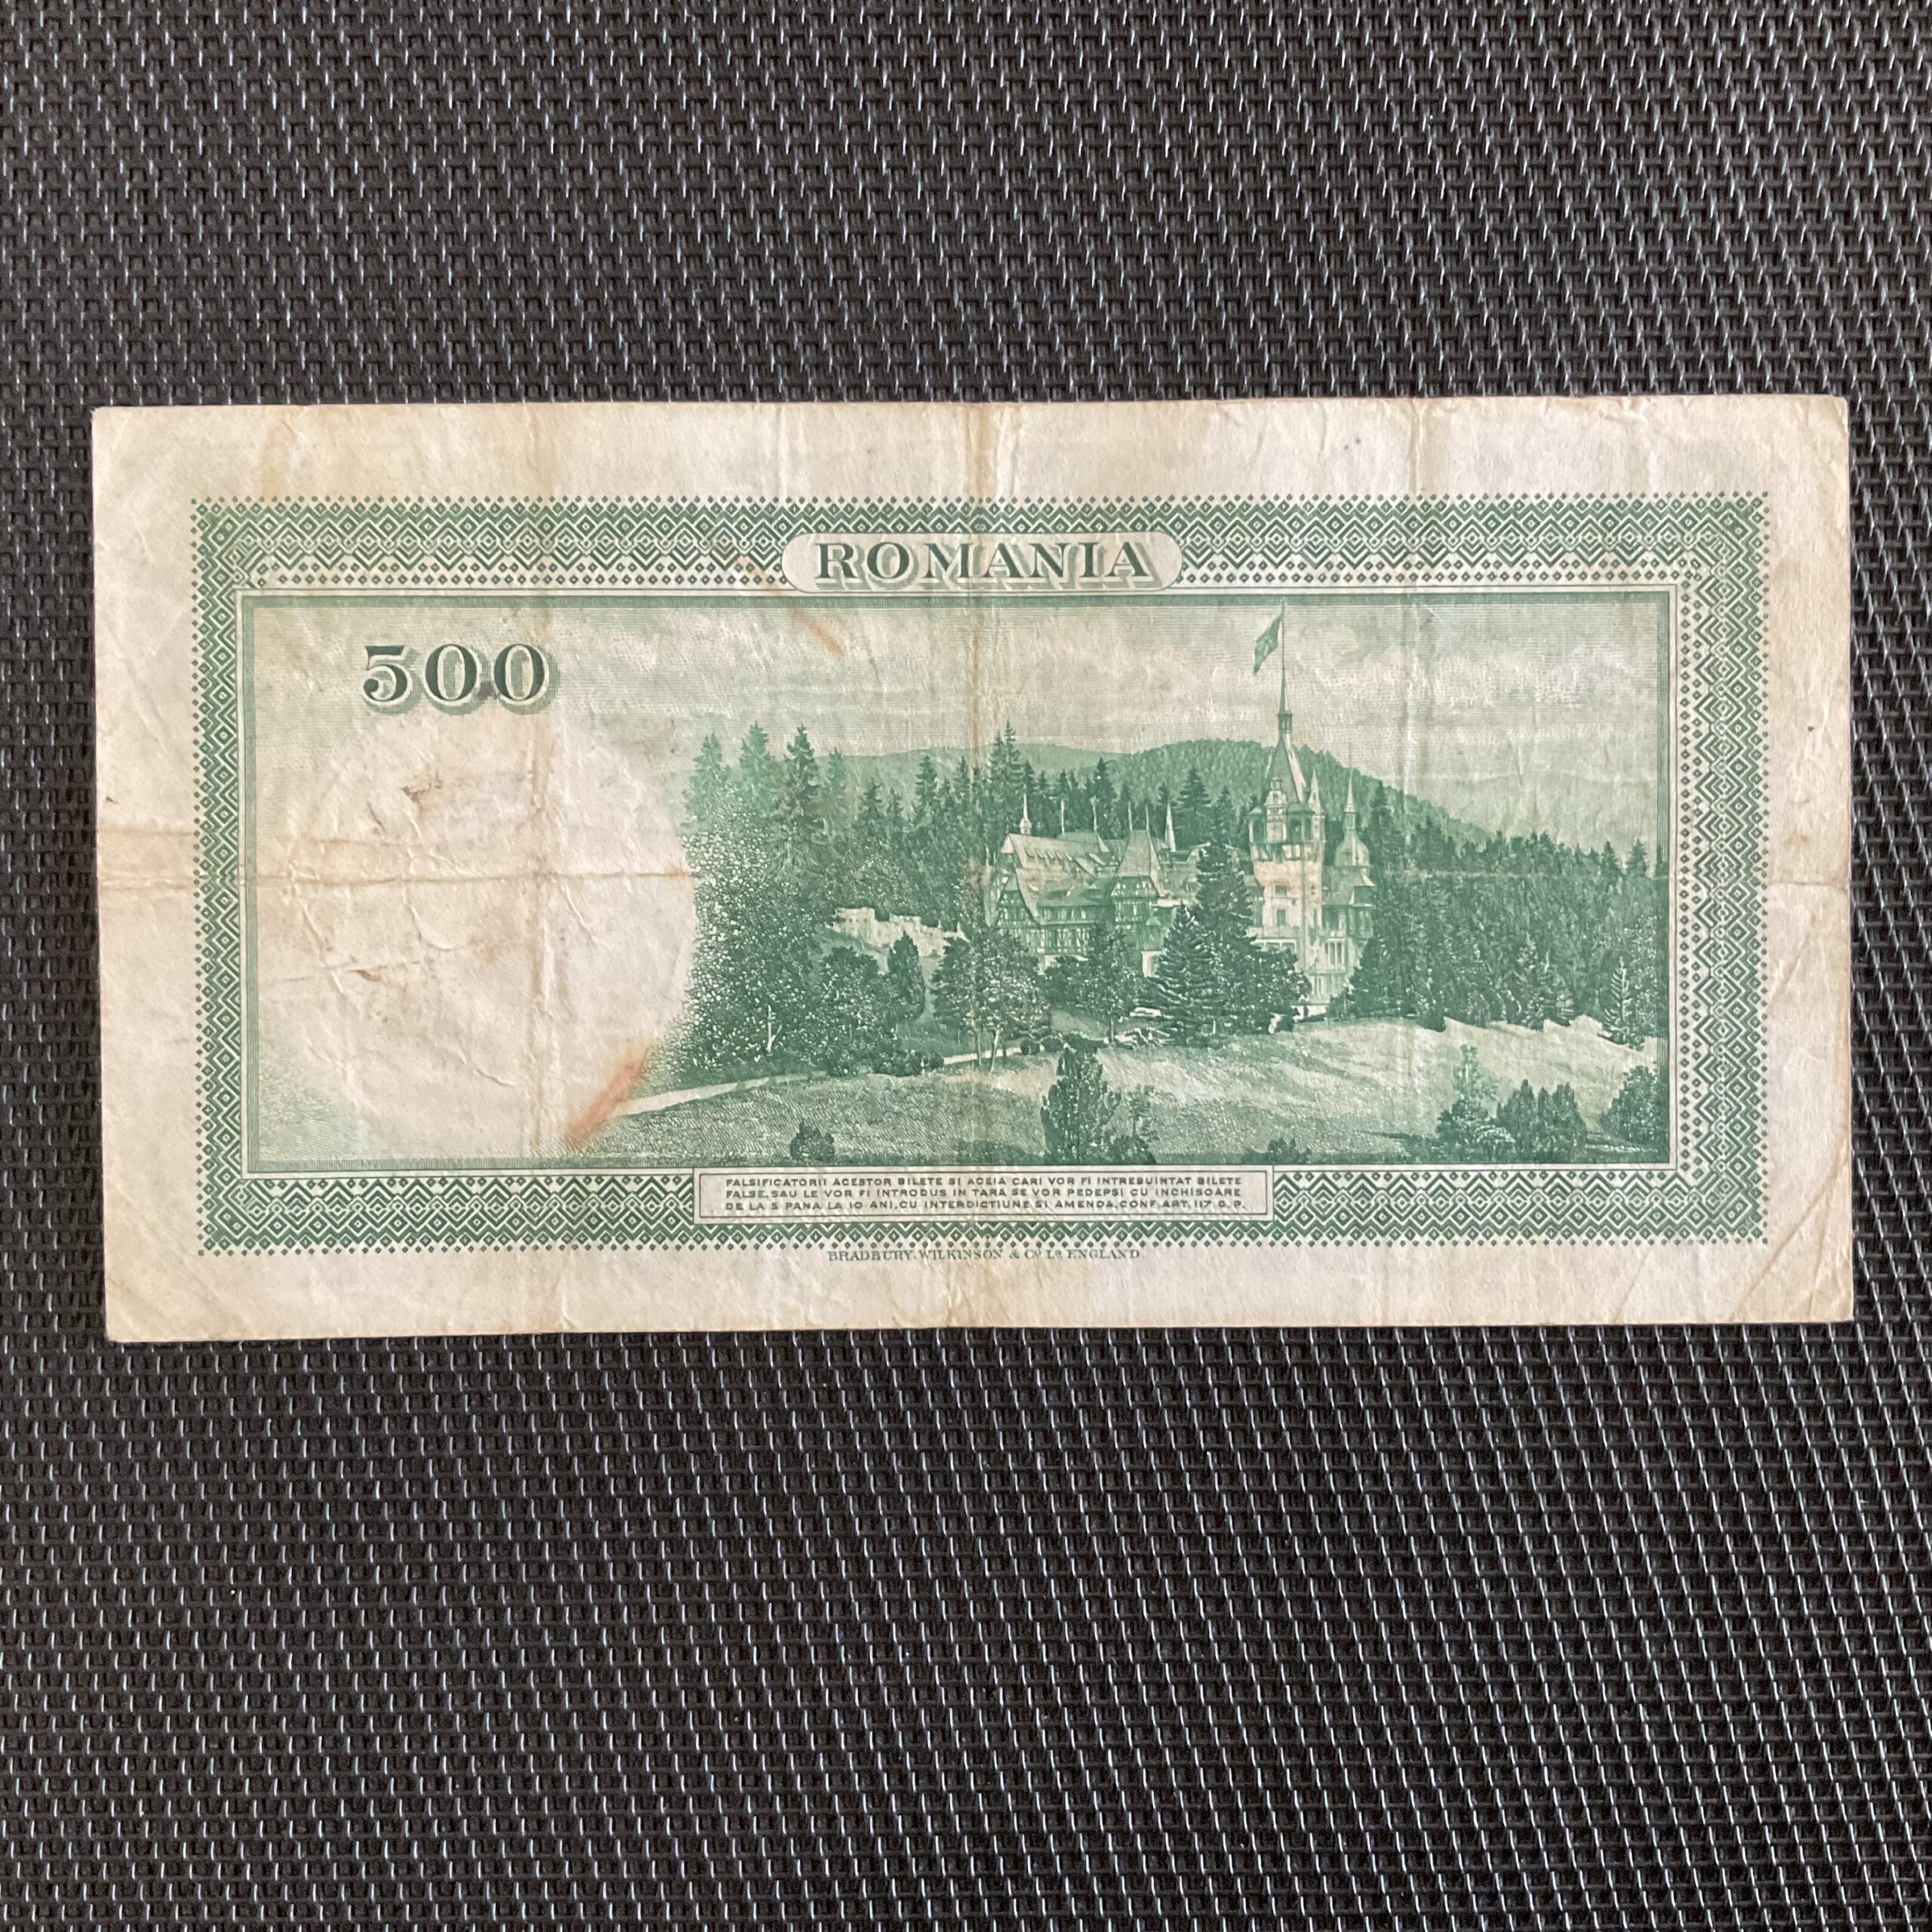 ROMANIA
500
FALSIFICATORII ACESTOR BILETE SI ACEIA CARI VOR FI INTREBUINTAT BILETE
FALSE, SAU LE VOR FI INTRODUS IN TARA SE VOR PEDEPSI CU INCHISOARE
DE LA 5 PANA LA 10 ANI, CU INTERDICTIUNE SI AMENDA. CONF. ART. 117 C. P.
BRADBURY, WILKINSON & Cº Lº ENGLAND.